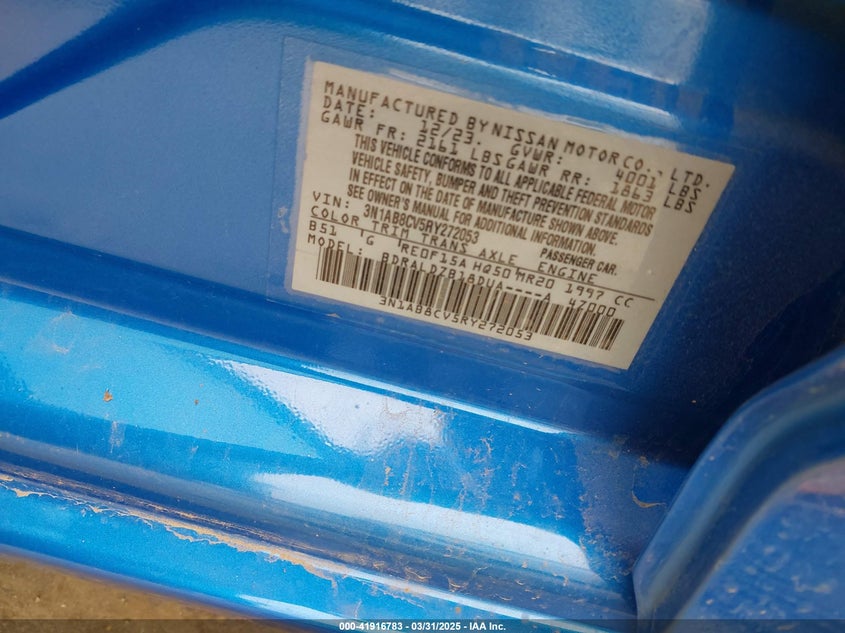 MANUFACTURED BY NISSAN MOTOR CO., LTD.
DATE: 12/23. GVWR: 4001 LBS
GAWR FR: 2161 LBS GAWR RR: 1863 LBS
THIS VEHICLE CONFORMS TO ALL APPLICABLE FEDERAL MOTOR
VEHICLE SAFETY, BUMPER AND THEFT PREVENTION STANDARDS
IN EFFECT ON THE DATE OF MANUFACTURE SHOWN ABOVE.
SEE OWNER'S MANUAL FOR ADDITIONAL INFORMATION.
VIN: 3N1AB8CV5RY272053 PASSENGER CAR.
COLOR TRIM TRANS AXLE ENGINE
B51 G RE0F15A HQ50 MR20 1997 CC
MODEL: BDRALDZB18DUA----A 47000
3N1AB8CV5RY272053
000-41916783 - 03/31/2025 - IAA Inc.